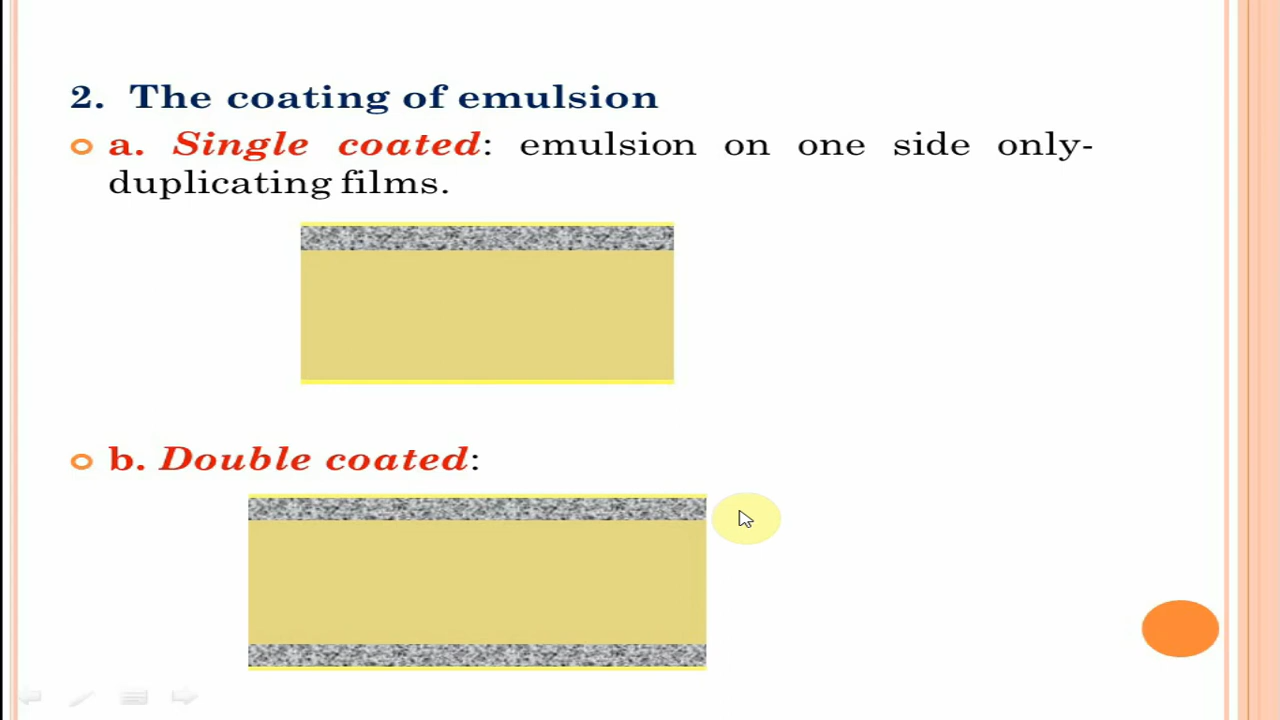 2. The coating of emulsion
a. Single coated: emulsion on one side only-
duplicating films.
b. Double coated: